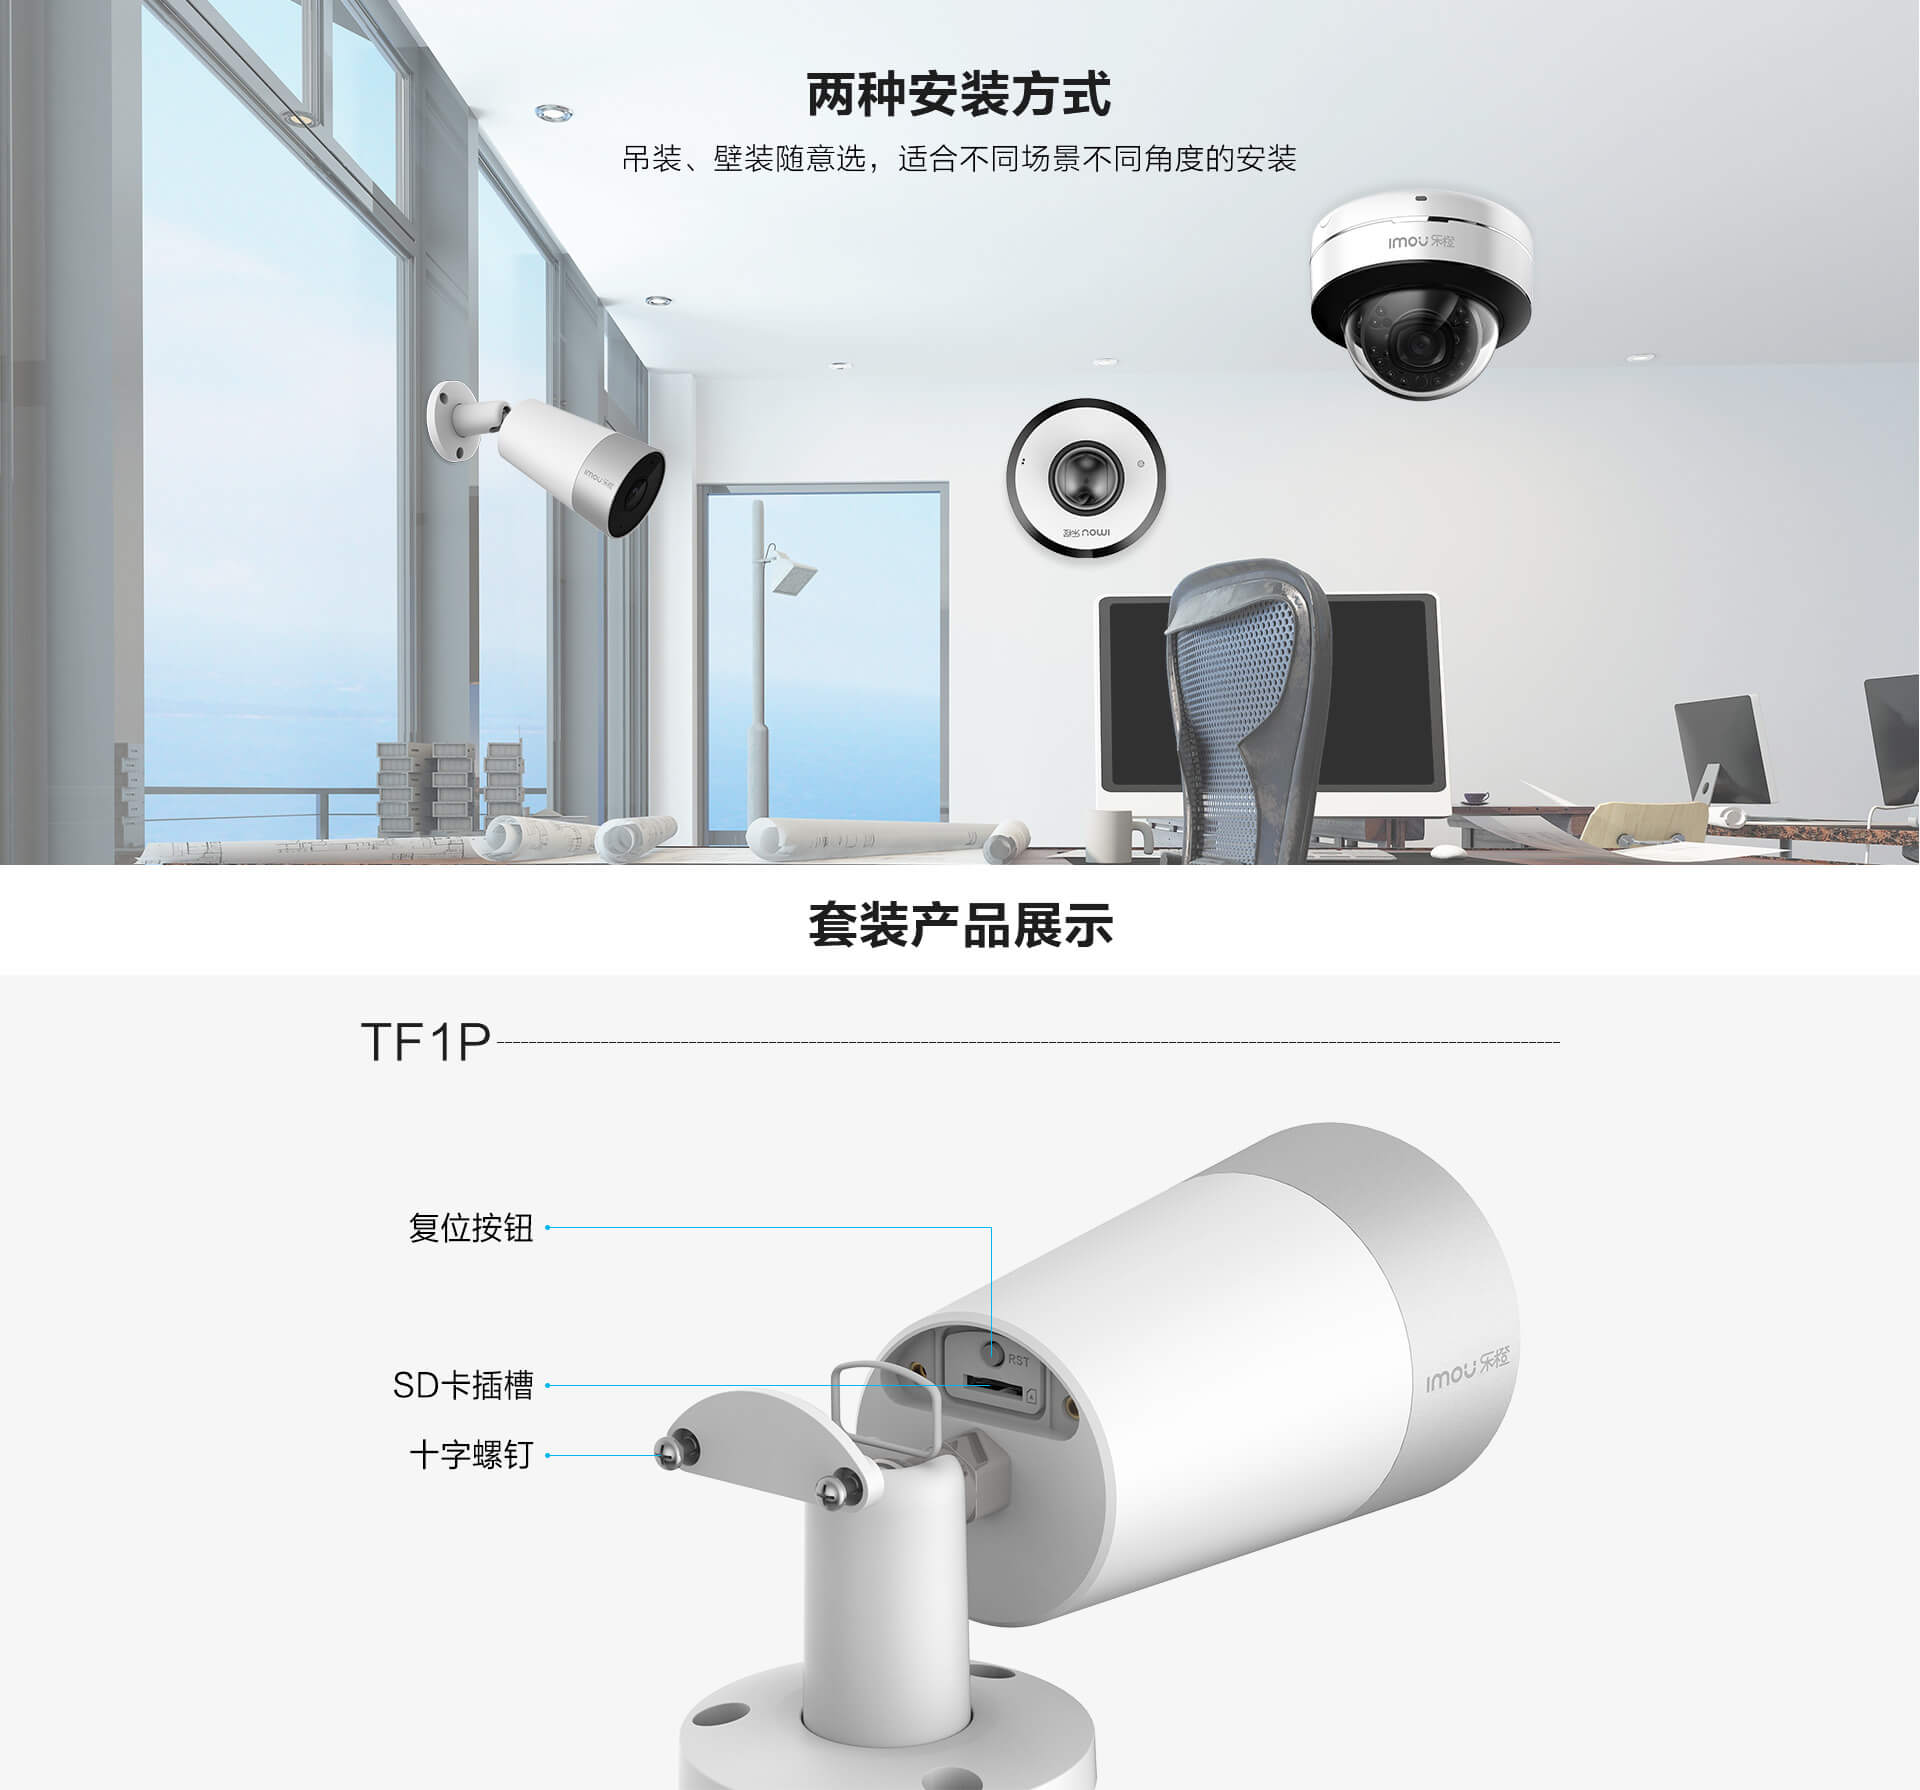 两种安装方式
吊装、壁装随意选，适合不同场景不同角度的安装
imou 乐橙
imou 乐橙
imou 乐橙
套装产品展示
TF1P
复位按钮
RST
SD卡插槽
imou 乐橙
十字螺钉